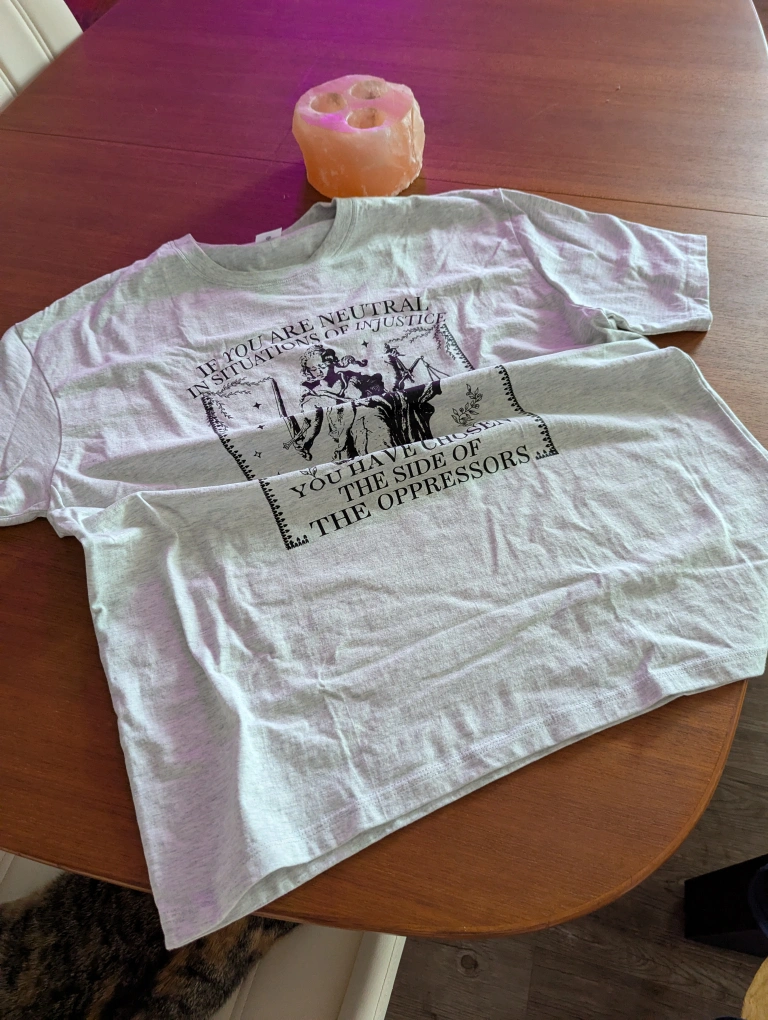 IF YOU ARE NEUTRAL
IN SITUATIONS OF INJUSTICE
YOU HAVE CHOSEN
THE SIDE OF
THE OPPRESSORS